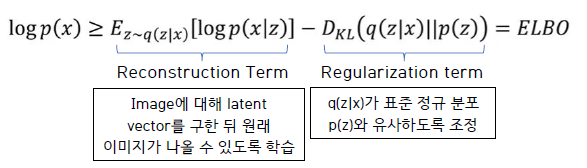 log p(x) ≥ E_{z~q(z|x)}[log p(x|z)] − D_{KL}(q(z|x)||p(z)) = ELBO
Reconstruction Term
Regularization term
Image에 대해 latent
vector를 구한 뒤 원래
이미지가 나올 수 있도록 학습
q(z|x)가 표준 정규 분포
p(z)와 유사하도록 조정